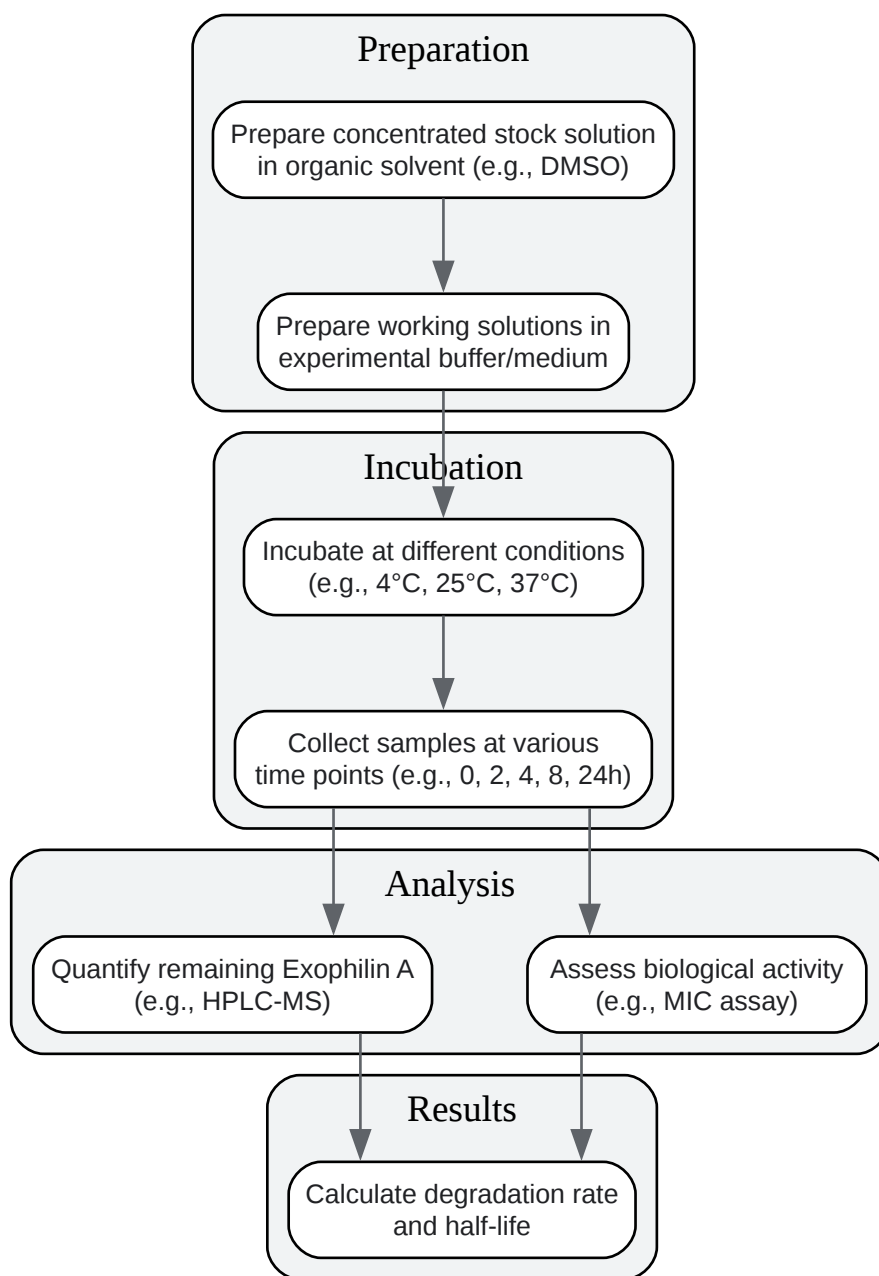 Preparation
Prepare concentrated stock solution
in organic solvent (e.g., DMSO)
Prepare working solutions in
experimental buffer/medium
Incubation
Incubate at different conditions
(e.g., 4°C, 25°C, 37°C)
Collect samples at various
time points (e.g., 0, 2, 4, 8, 24h)
Analysis
Quantify remaining Exophilin A
(e.g., HPLC-MS)
Assess biological activity
(e.g., MIC assay)
Results
Calculate degradation rate
and half-life